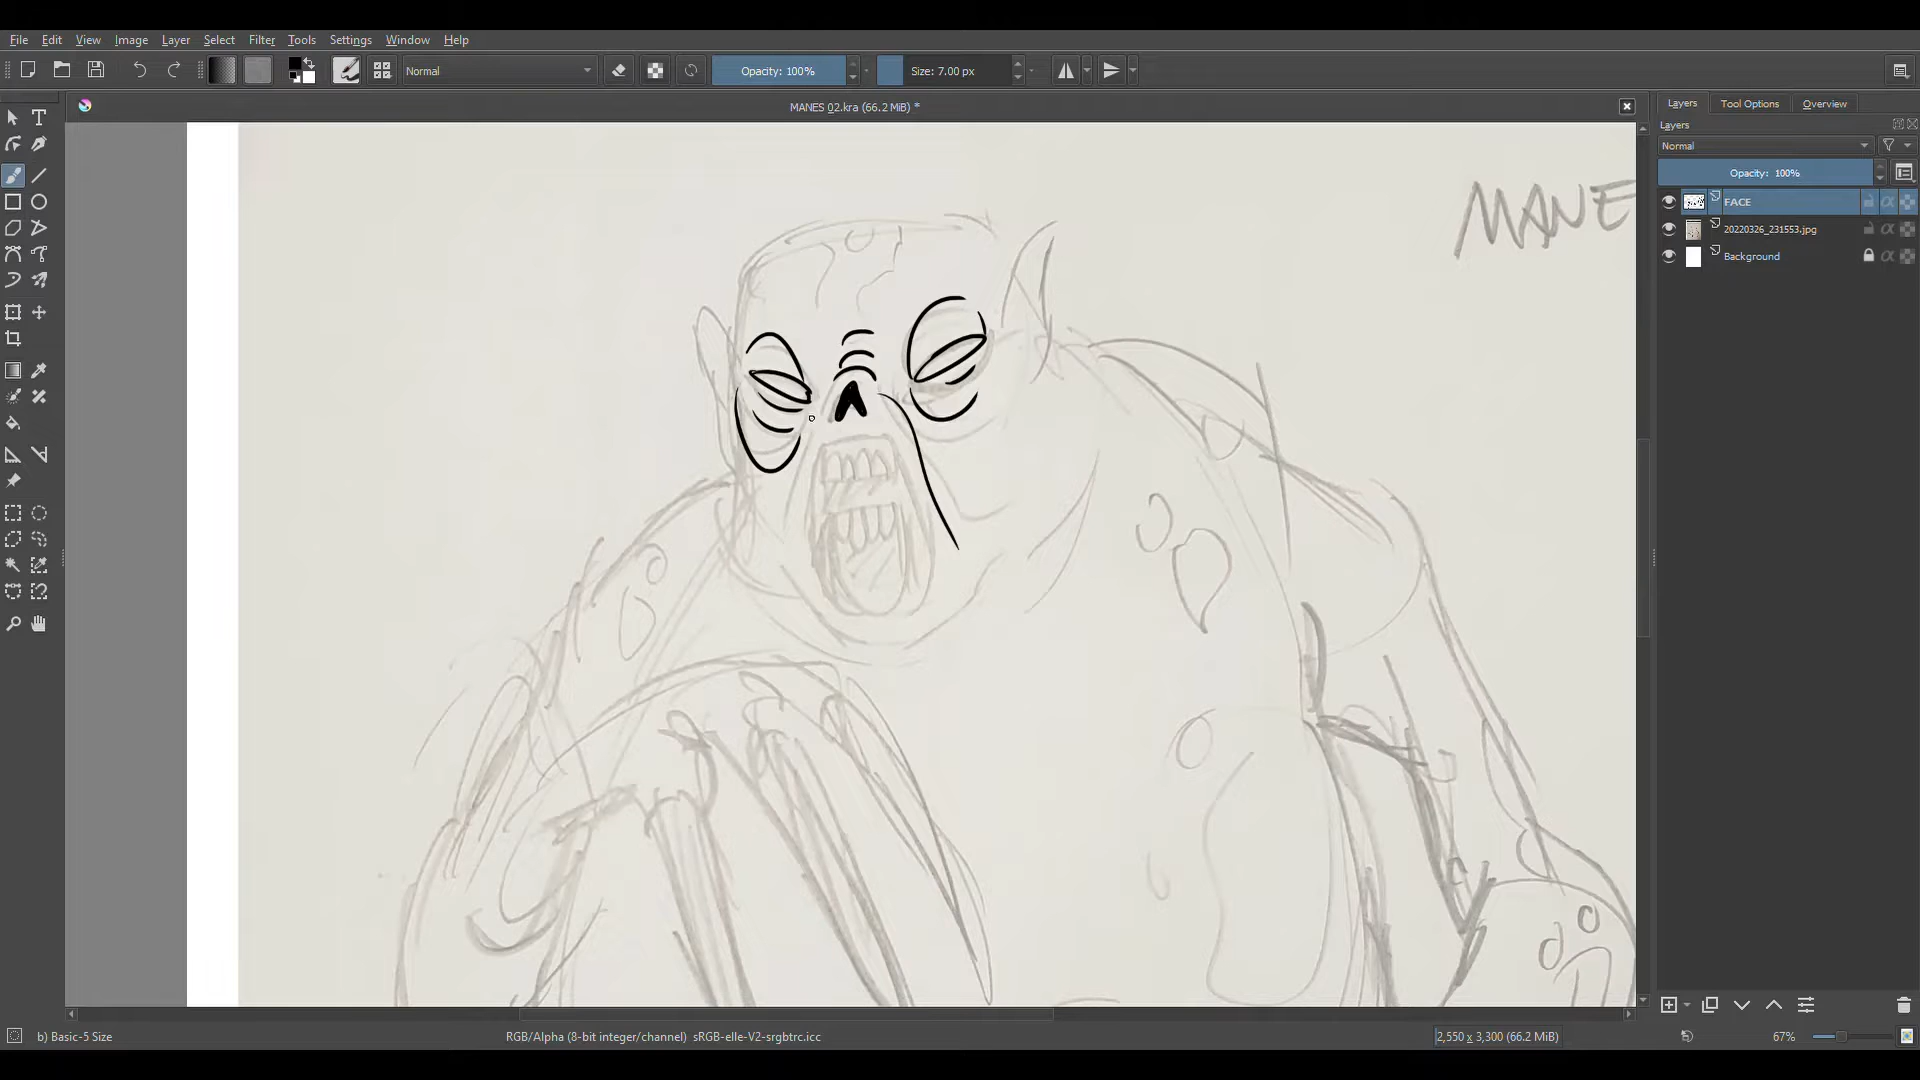 File Edit View Image Layer Select Filter Tools Settings Window Help
Normal Opacity: 100% Size: 7.00 px
MANES 02.kra (66.2 MiB) *
Layers Tool Options Overview
Layers
Normal
Opacity: 100%
FACE
20220326_231553.jpg
Background
MANE
b) Basic-5 Size RGB/Alpha (8-bit integer/channel) sRGB-elle-V2-srgbtrc.icc 2,550 x 3,300 (66.2 MiB) 67%